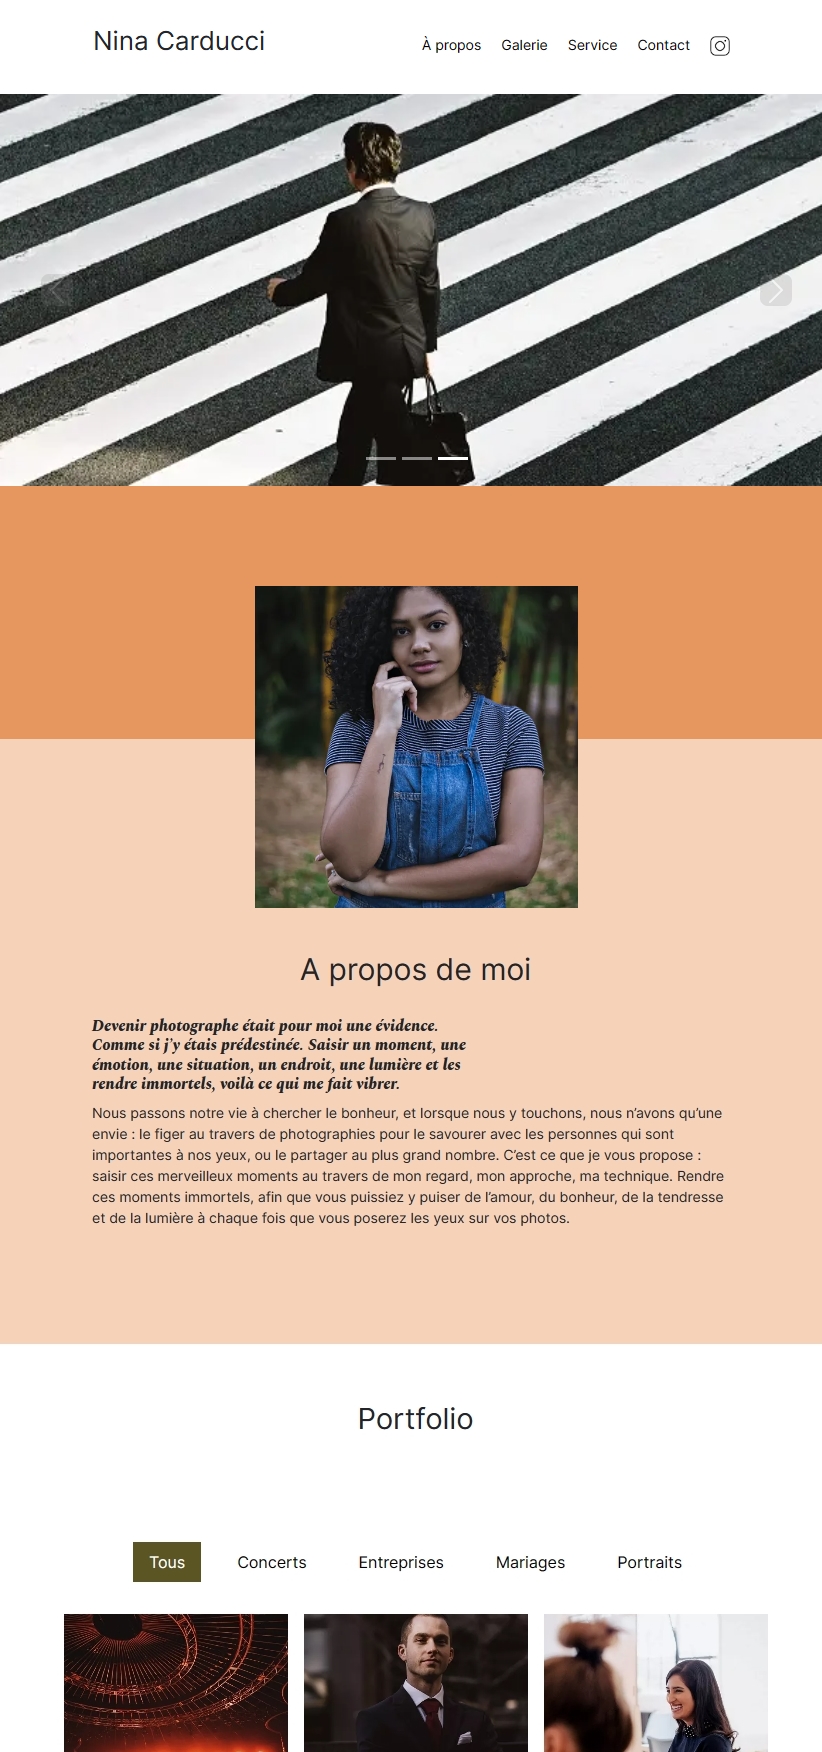 Nina Carducci
À propos Galerie Service Contact
A propos de moi
Devenir photographe était pour moi une évidence.
Comme si j'y étais prédestinée. Saisir un moment, une
émotion, une situation, un endroit, une lumière et les
rendre immortels, voilà ce qui me fait vibrer.
Nous passons notre vie à chercher le bonheur, et lorsque nous y touchons, nous n’avons qu’une
envie : le figer au travers de photographies pour le savourer avec les personnes qui sont
importantes à nos yeux, ou le partager au plus grand nombre. C’est ce que je vous propose :
saisir ces merveilleux moments au travers de mon regard, mon approche, ma technique. Rendre
ces moments immortels, afin que vous puissiez y puiser de l’amour, du bonheur, de la tendresse
et de la lumière à chaque fois que vous poserez les yeux sur vos photos.
Portfolio
Tous Concerts Entreprises Mariages Portraits